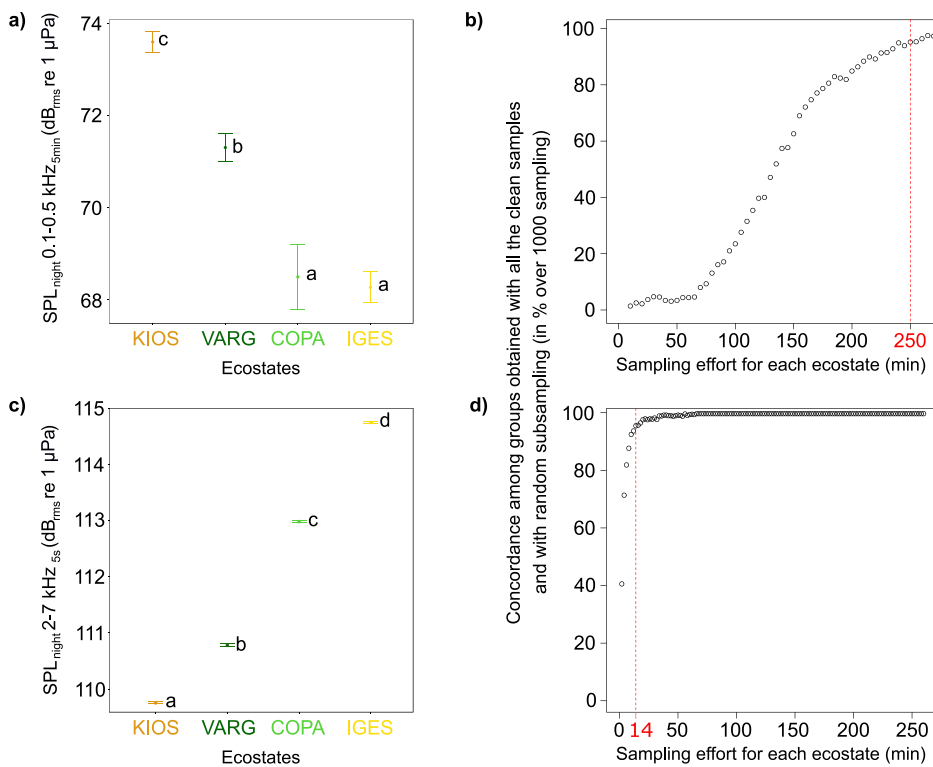 a)
SPLnight 0.1-0.5 kHz5min (dBrms re 1 µPa)
74
72
70
68
c
b
a
a
KIOS VARG COPA IGES
Ecostates
b)
Concordance among groups obtained with all the clean samples
and with random subsampling (in % over 1000 sampling)
100
80
60
40
20
0
0 50 100 150 200 250
Sampling effort for each ecostate (min)
c)
SPLnight 2-7 kHz 5s (dBrms re 1 µPa)
115
114
113
112
111
110
d
c
b
a
KIOS VARG COPA IGES
Ecostates
d)
100
80
60
40
20
0
0 14 50 100 150 200 250
Sampling effort for each ecostate (min)